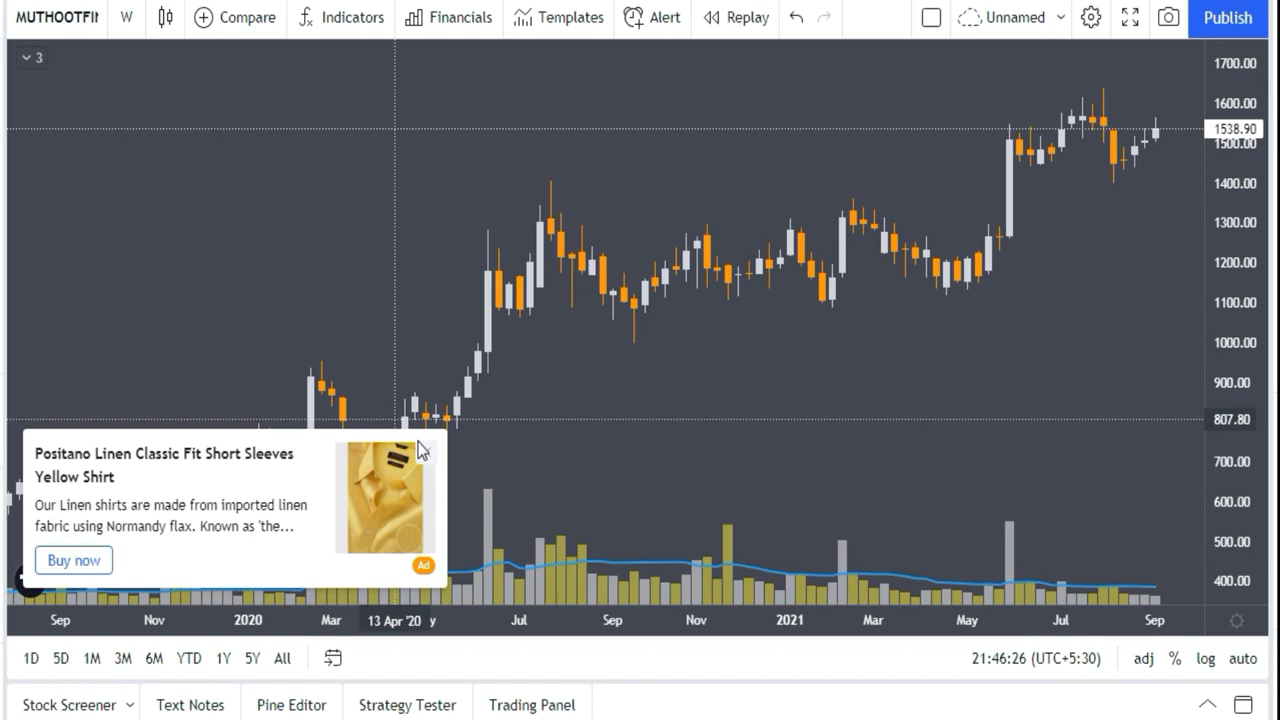 MUTHOOTFI
W
Compare
Indicators
Financials
Templates
Alert
Replay
Unnamed
Publish
3
1700.00
1600.00
1538.90
1500.00
1400.00
1300.00
1200.00
1100.00
1000.00
900.00
807.80
700.00
600.00
500.00
400.00
Positano Linen Classic Fit Short Sleeves
Yellow Shirt
Our Linen shirts are made from imported linen
fabric using Normandy flax. Known as 'the...
Buy now
Ad
Sep Nov 2020 Mar 13 Apr '20 y Jul Sep Nov 2021 Mar May Jul Sep
1D 5D 1M 3M 6M YTD 1Y 5Y All
21:46:26 (UTC+5:30) adj % log auto
Stock Screener Text Notes Pine Editor Strategy Tester Trading Panel